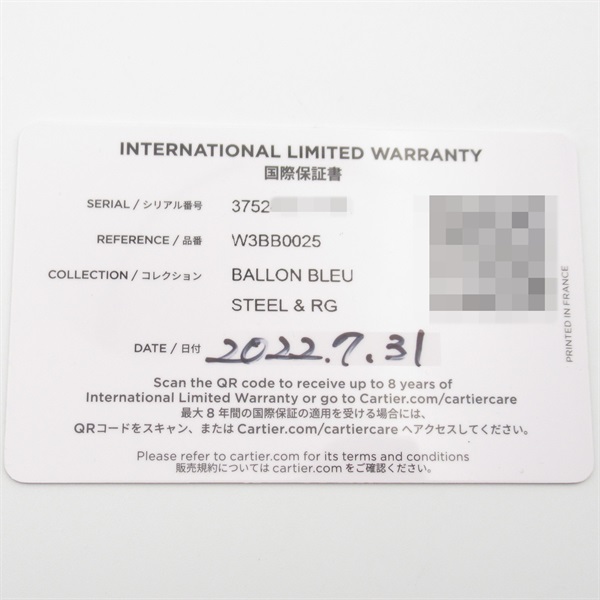 INTERNATIONAL LIMITED WARRANTY
国際保証書
SERIAL / シリアル番号 3752
REFERENCE / 品番 W3BB0025
COLLECTION / コレクション BALLON BLEU
STEEL & RG
DATE / 日付 2022.7.31
Scan the QR code to receive up to 8 years of
International Limited Warranty or go to Cartier.com/cartiercare
最大8年間の国際保証の適用を受ける場合には、
QRコードをスキャン、または Cartier.com/cartiercare へアクセスしてください。
Please refer to cartier.com for its terms and conditions
販売規約については cartier.com をご確認ください。
PRINTED IN FRANCE